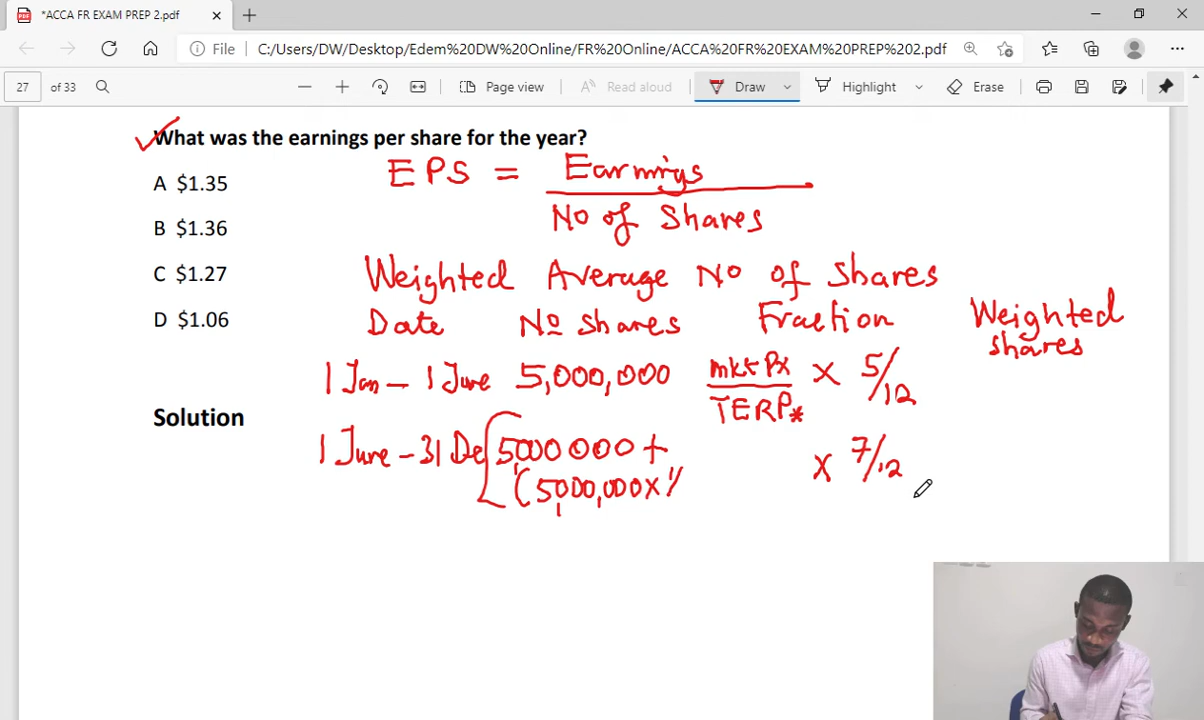 *ACCA FR EXAM PREP 2.pdf
File C:/Users/DW/Desktop/Edem%20DW%20Online/FR%20Online/ACCA%20FR%20EXAM%20PREP%202.pdf
27 of 33 Page view Read aloud Draw Highlight Erase
What was the earnings per share for the year?
EPS = Earnings
No of Shares
A $1.35
B $1.36
C $1.27
D $1.06
Weighted Average No of Shares
Date No shares Fraction Weighted shares
1 Jan - 1 June 5,000,000 mkt Px / TERP* X 5/12
Solution
1 June - 31 De [5,000 000 + X 7/12
(5,000,000 X 1/